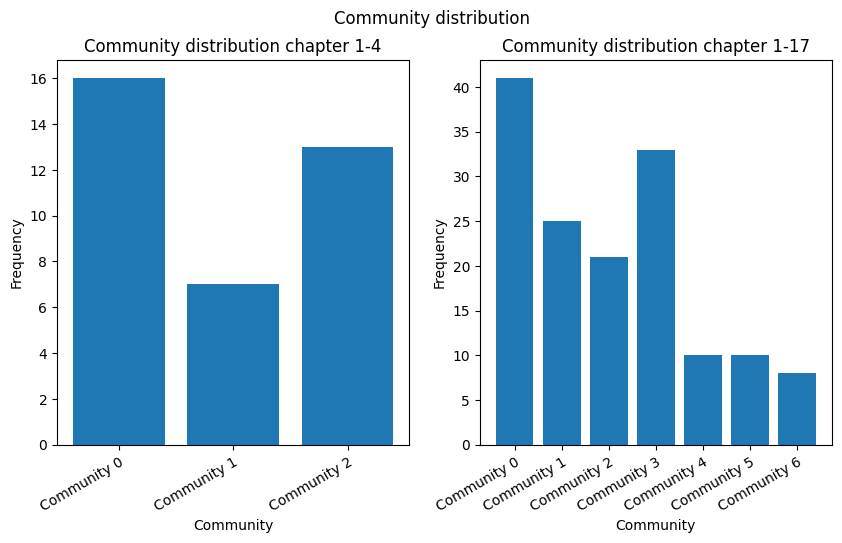 Community distribution
Community distribution chapter 1-4
16
14
12
10
8
6
4
2
0
Frequency
Community 0
Community 1
Community 2
Community
Community distribution chapter 1-17
40
35
30
25
20
15
10
5
0
Frequency
Community 0
Community 1
Community 2
Community 3
Community 4
Community 5
Community 6
Community